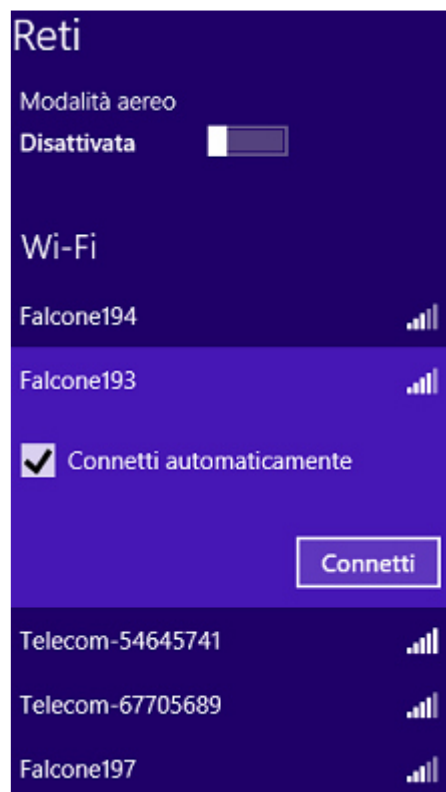 Reti
Modalità aereo
Disattivata
Wi-Fi
Falcone194
Falcone193
Connetti automaticamente
Connetti
Telecom-54645741
Telecom-67705689
Falcone197